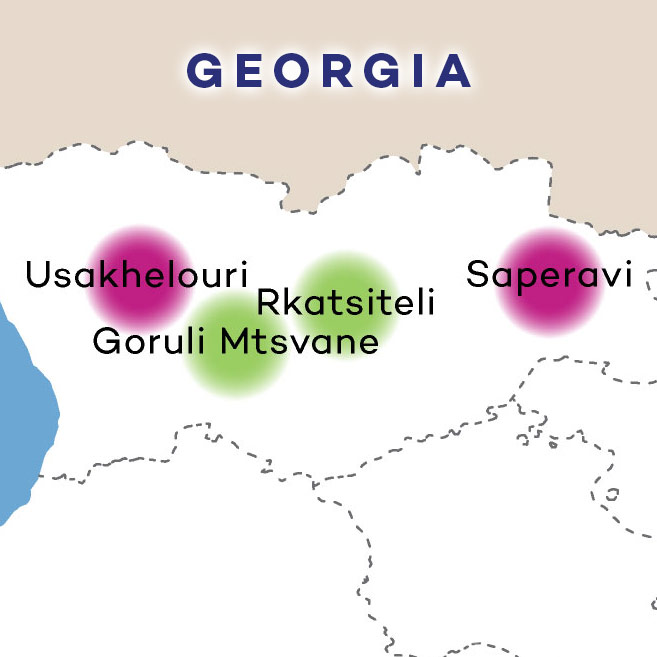 GEORGIA
Usakhelouri
Saperavi
Rkatsiteli
Goruli Mtsvane